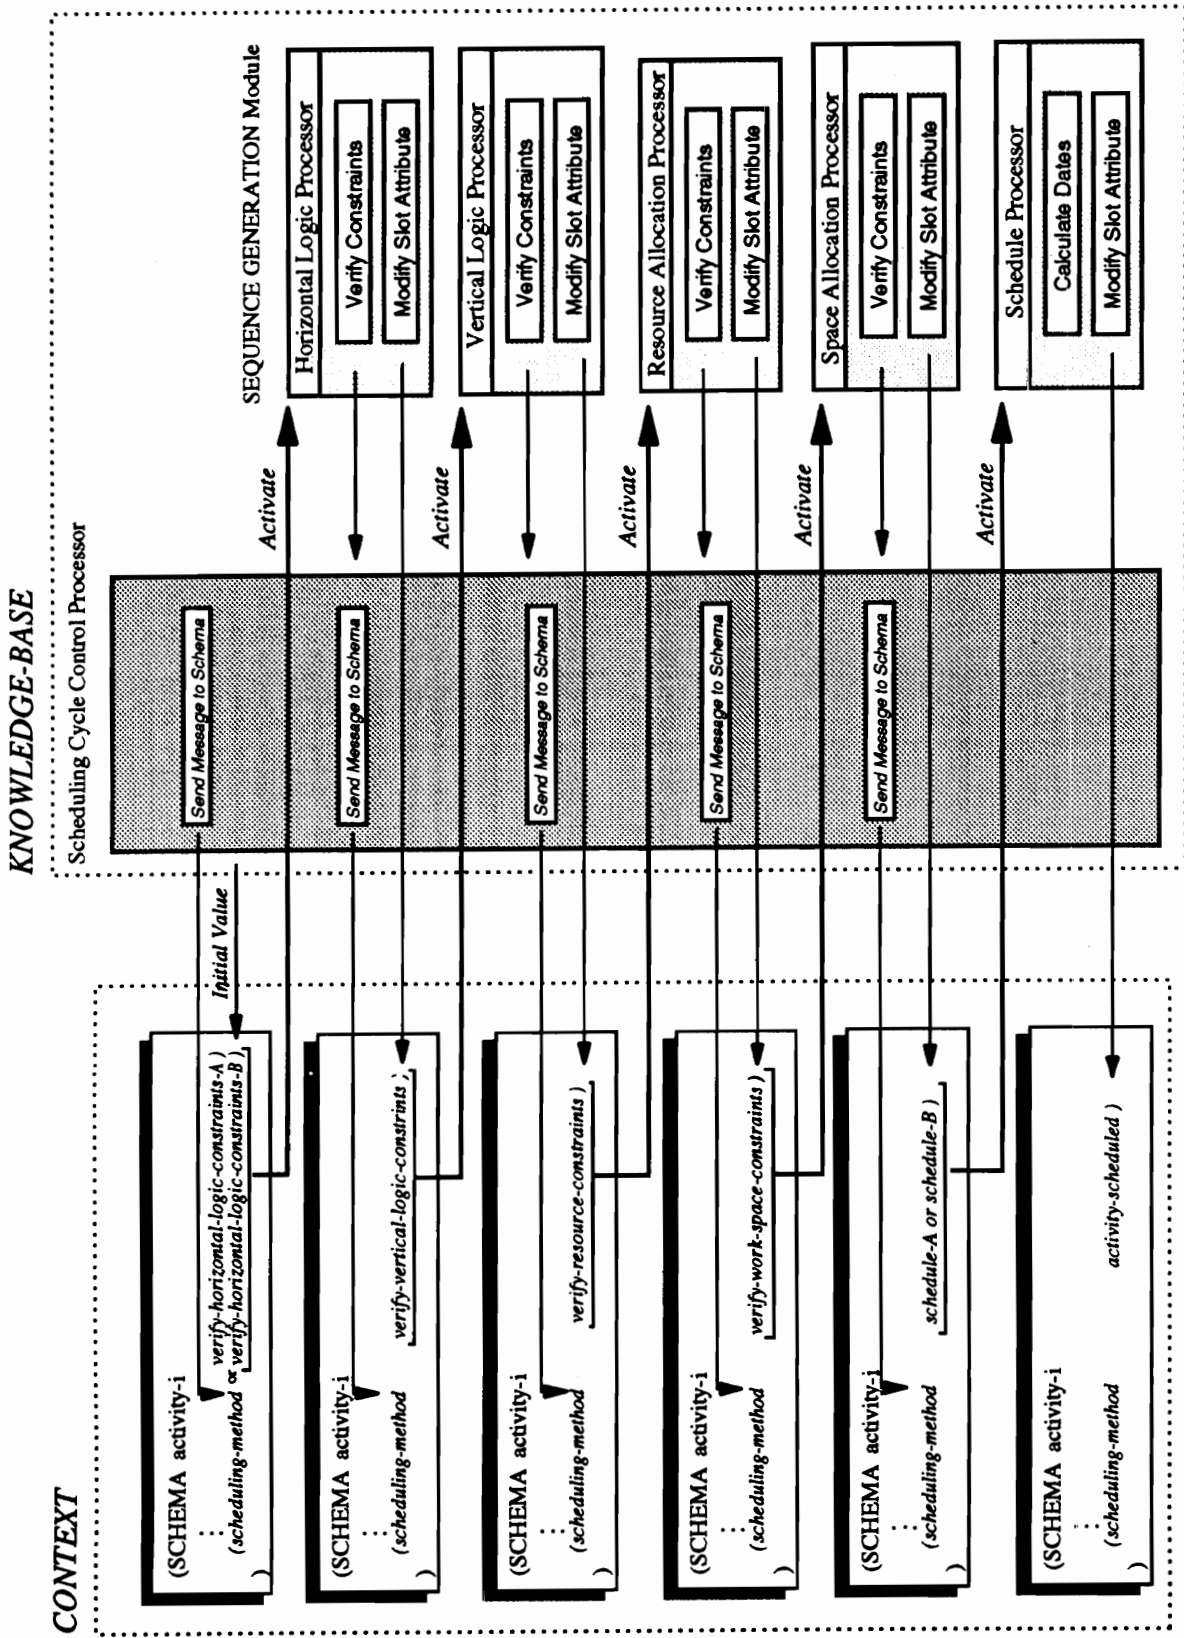 CONTEXT
KNOWLEDGE-BASE
Scheduling Cycle Control Processor
SEQUENCE GENERATION Module
(SCHEMA activity-i
⋮
(scheduling-method
verify-horizontal-logic-constraints-A )
or verify-horizontal-logic-constraints-B )
)
Initial Value
Send Message to Schema
Activate
Horizontal Logic Processor
Verify Constraints
Modify Slot Attribute
(SCHEMA activity-i
⋮
(scheduling-method
verify-vertical-logic-constrints )
)
Send Message to Schema
Activate
Vertical Logic Processor
Verify Constraints
Modify Slot Attribute
(SCHEMA activity-i
⋮
(scheduling-method
verify-resource-constraints )
)
Send Message to Schema
Activate
Resource Allocation Processor
Verify Constraints
Modify Slot Attribute
(SCHEMA activity-i
⋮
(scheduling-method
verify-work-space-constraints )
)
Send Message to Schema
Activate
Space Allocation Processor
Verify Constraints
Modify Slot Attribute
(SCHEMA activity-i
⋮
(scheduling-method
schedule-A or schedule-B )
)
Send Message to Schema
Activate
Schedule Processor
Calculate Dates
Modify Slot Attribute
(SCHEMA activity-i
⋮
(scheduling-method
activity-scheduled )
)